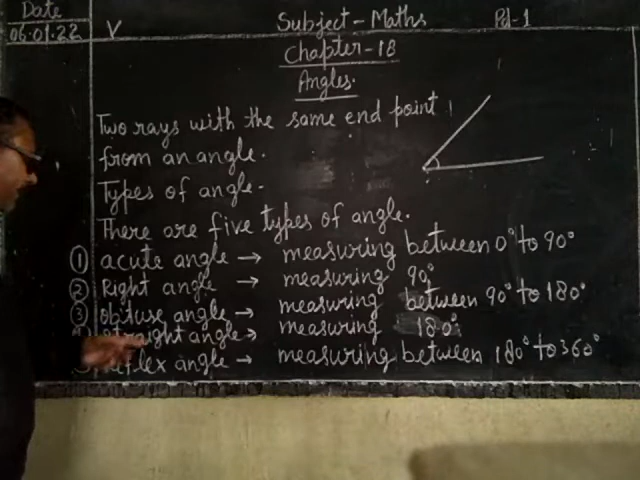 Date
Subject - Maths
Pd-1
06.01.22
V
Chapter-18
Angles.
Two rays with the same end point
from an angle.
Types of angle.
There are five types of angle.
① acute angle → measuring between 0° to 90°
② Right angle → measuring 90°
③ obtuse angle → measuring between 90° to 180°
straight angle → measuring 180°
reflex angle → measuring between 180° to 360°